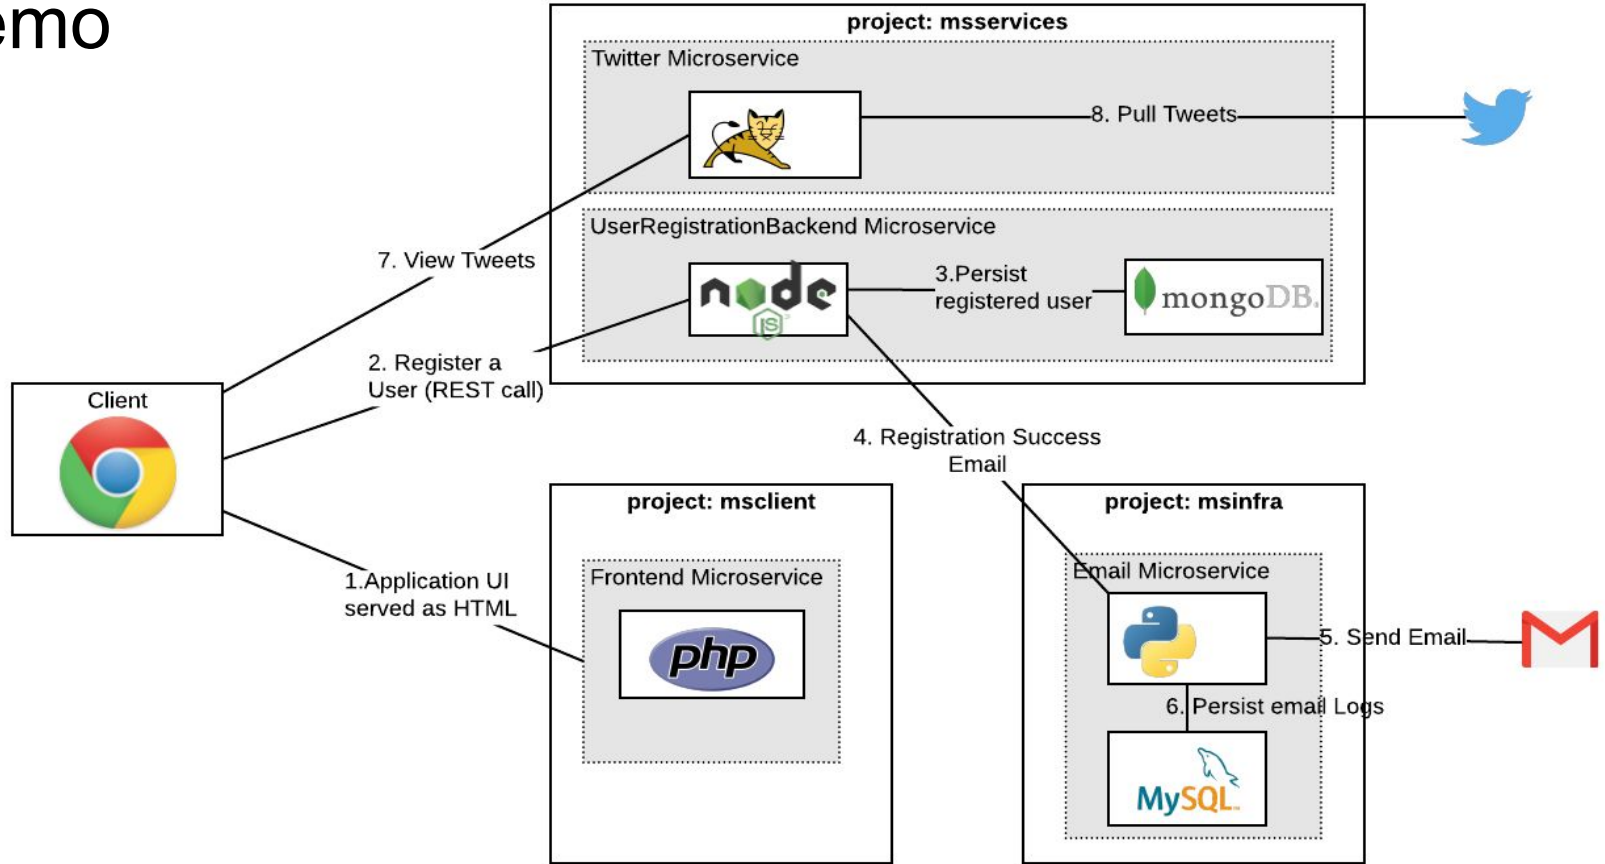 emo
project: msservices
Twitter Microservice
8. Pull Tweets
UserRegistrationBackend Microservice
7. View Tweets
node
JS
3.Persist
registered user
mongoDB.
2. Register a
User (REST call)
Client
4. Registration Success
Email
project: msclient
project: msinfra
Frontend Microservice
Email Microservice
1.Application UI
served as HTML
php
5. Send Email
6. Persist email Logs
MySQL